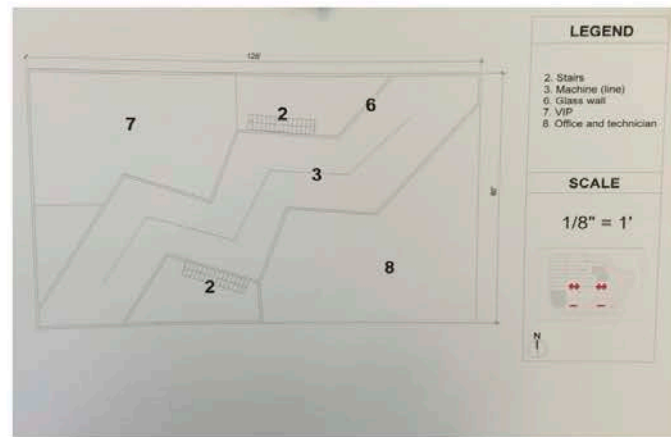 128'
LEGEND
2. Stairs
3. Machine (line)
6. Glass wall
7. VIP
8. Office and technician
7
2
6
3
8
2
SCALE
1/8" = 1'
N